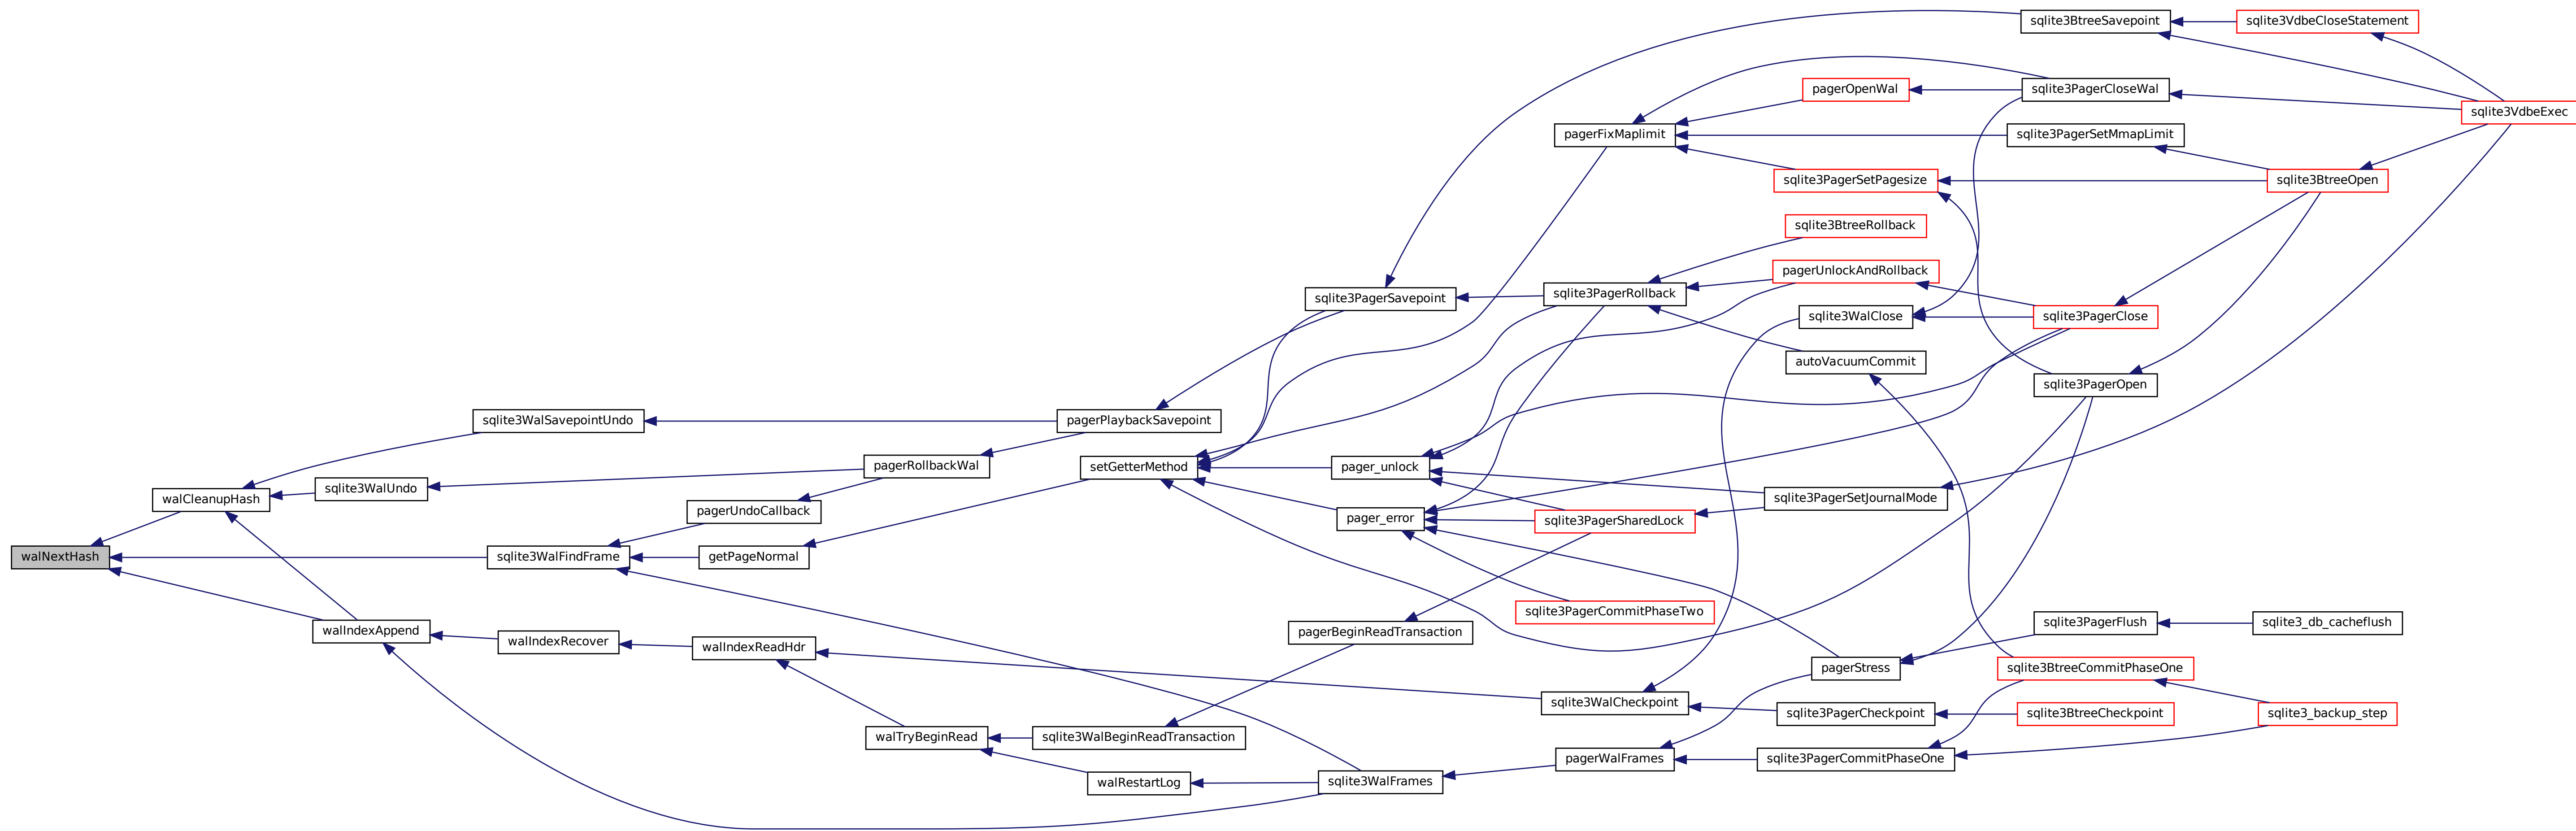 sqlite3BtreeSavepoint
sqlite3VdbeCloseStatement
pagerOpenWal
sqlite3PagerCloseWal
sqlite3VdbeExec
pagerFixMaplimit
sqlite3PagerSetMmapLimit
sqlite3PagerSetPagesize
sqlite3BtreeOpen
sqlite3BtreeRollback
pagerUnlockAndRollback
sqlite3PagerSavepoint
sqlite3PagerRollback
sqlite3WalClose
sqlite3PagerClose
autoVacuumCommit
sqlite3PagerOpen
sqlite3WalSavepointUndo
pagerPlaybackSavepoint
pagerRollbackWal
setGetterMethod
pager_unlock
walCleanupHash
sqlite3WalUndo
sqlite3PagerSetJournalMode
pagerUndoCallback
pager_error
sqlite3PagerSharedLock
walNextHash
sqlite3WalFindFrame
getPageNormal
sqlite3PagerCommitPhaseTwo
walIndexAppend
walIndexRecover
walIndexReadHdr
pagerBeginReadTransaction
sqlite3PagerFlush
sqlite3_db_cacheflush
pagerStress
sqlite3BtreeCommitPhaseOne
sqlite3WalCheckpoint
sqlite3PagerCheckpoint
sqlite3BtreeCheckpoint
sqlite3_backup_step
walTryBeginRead
sqlite3WalBeginReadTransaction
pagerWalFrames
sqlite3PagerCommitPhaseOne
walRestartLog
sqlite3WalFrames